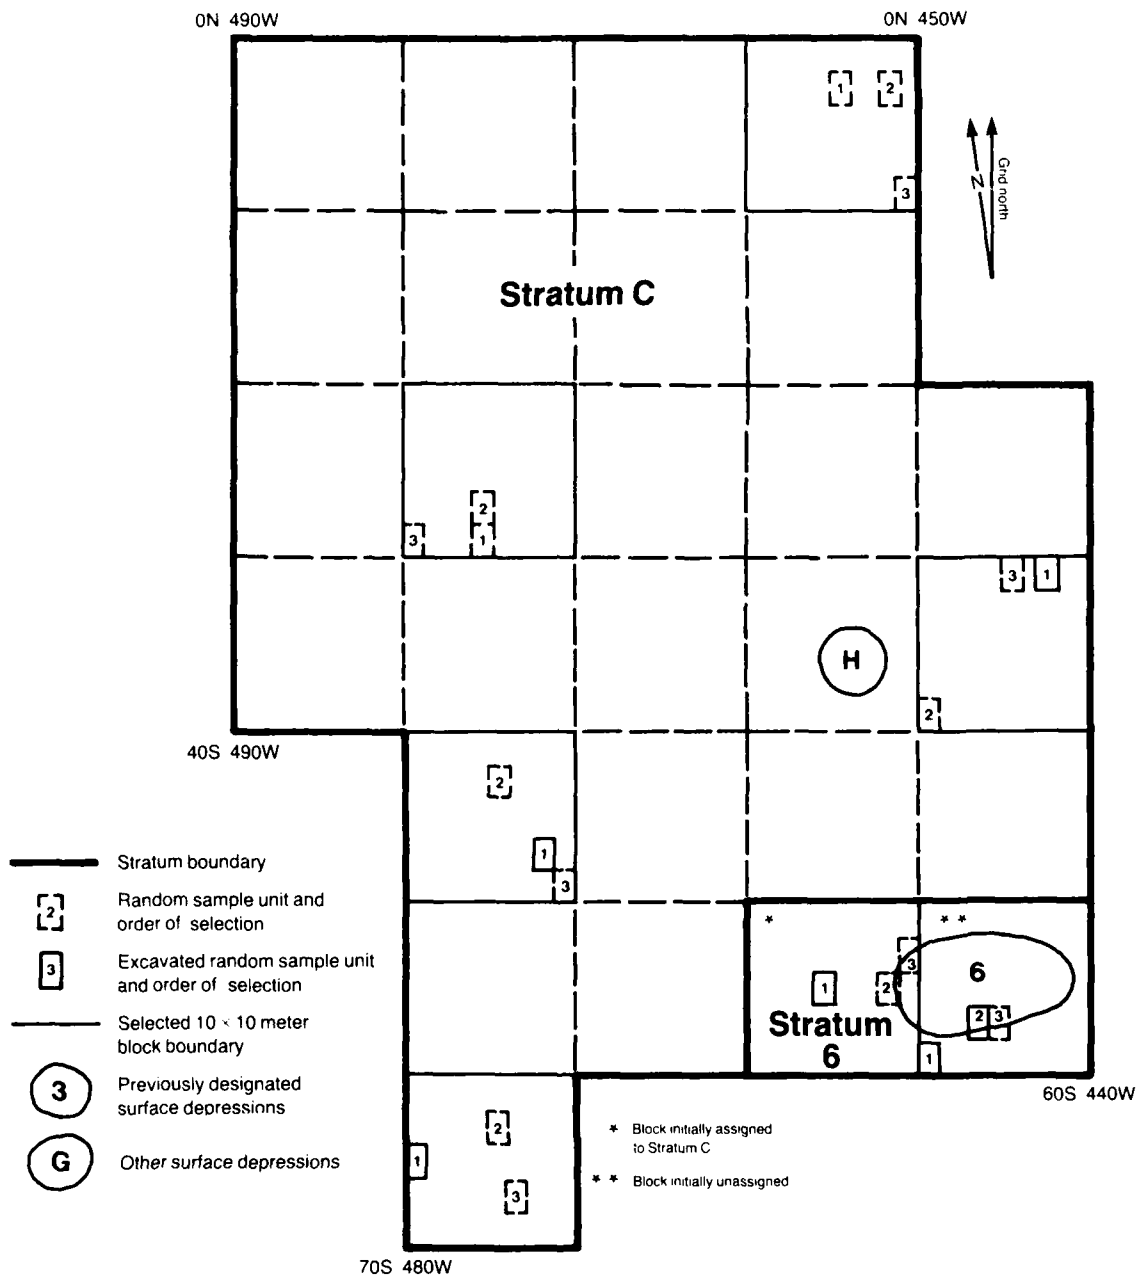 0N 490W
0N 450W
1
2
3
N
Grid north
Stratum C
2
3
1
3
1
H
2
40S 490W
2
1
3
Stratum boundary
2
Random sample unit and
order of selection
3
Excavated random sample unit
and order of selection
Selected 10 × 10 meter
block boundary
3
Previously designated
surface depressions
G
Other surface depressions
*
* *
3
6
1
2
2
3
Stratum
6
1
60S 440W
2
1
3
* Block initially assigned
to Stratum C
* * Block initially unassigned
70S 480W